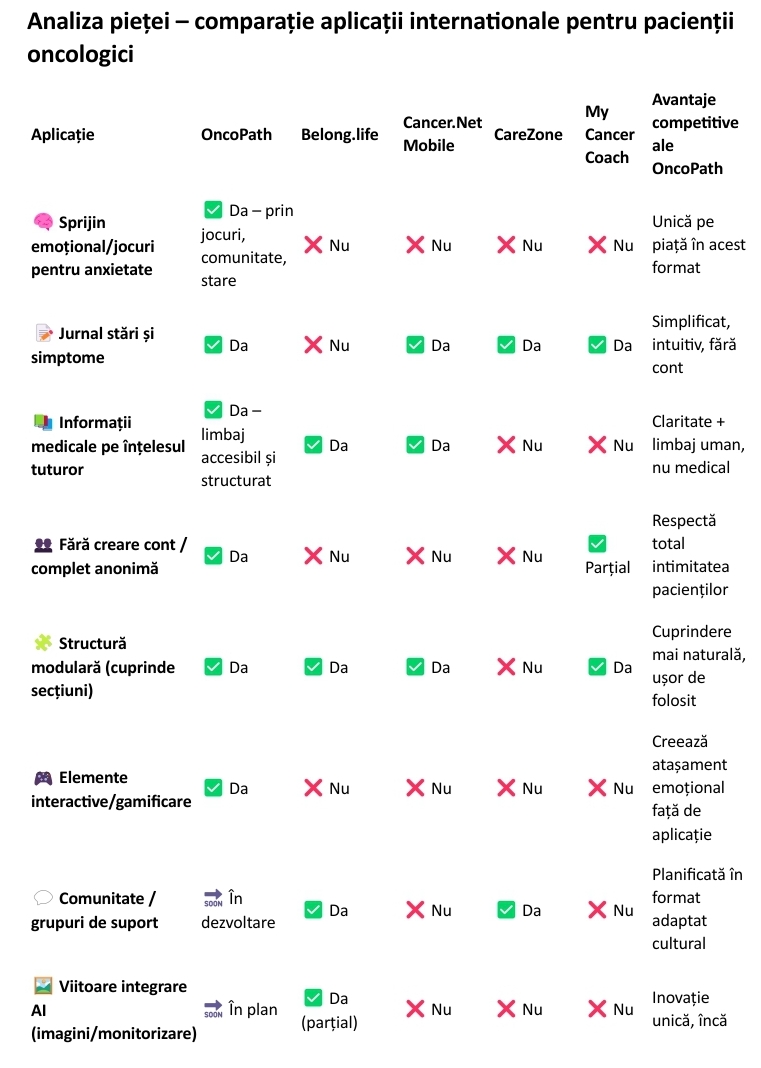 Analiza pieței – comparație aplicații internationale pentru pacienții
oncologici
Aplicație
OncoPath
Belong.life
Cancer.Net
Mobile
CareZone
My
Cancer
Coach
Avantaje
competitive
ale
OncoPath
🧠 Sprijin
emoțional/jocuri
pentru anxietate
✅ Da – prin
jocuri,
comunitate,
stare
❌ Nu
❌ Nu
❌ Nu
❌ Nu
Unică pe
piață în acest
format
📝 Jurnal stări și
simptome
✅ Da
❌ Nu
✅ Da
✅ Da
✅ Da
Simplificat,
intuitiv, fără
cont
📚 Informații
medicale pe înțelesul
tuturor
✅ Da –
limbaj
accesibil și
structurat
✅ Da
✅ Da
❌ Nu
❌ Nu
Claritate +
limbaj uman,
nu medical
👥 Fără creare cont /
complet anonimă
✅ Da
❌ Nu
❌ Nu
❌ Nu
✅
Parțial
Respectă
total
intimitatea
pacienților
🧩 Structură
modulară (cuprinde
secțiuni)
✅ Da
✅ Da
✅ Da
❌ Nu
✅ Da
Cuprindere
mai naturală,
ușor de
folosit
🎮 Elemente
interactive/gamificare
✅ Da
❌ Nu
❌ Nu
❌ Nu
❌ Nu
Creează
atașament
emoțional
față de
aplicație
💬 Comunitate /
grupuri de suport
🔜 În
dezvoltare
✅ Da
❌ Nu
✅ Da
❌ Nu
Planificată în
format
adaptat
cultural
🖼️ Viitoare integrare
AI
(imagini/monitorizare)
🔜 În plan
✅ Da
(parțial)
❌ Nu
❌ Nu
❌ Nu
Inovație
unică, încă